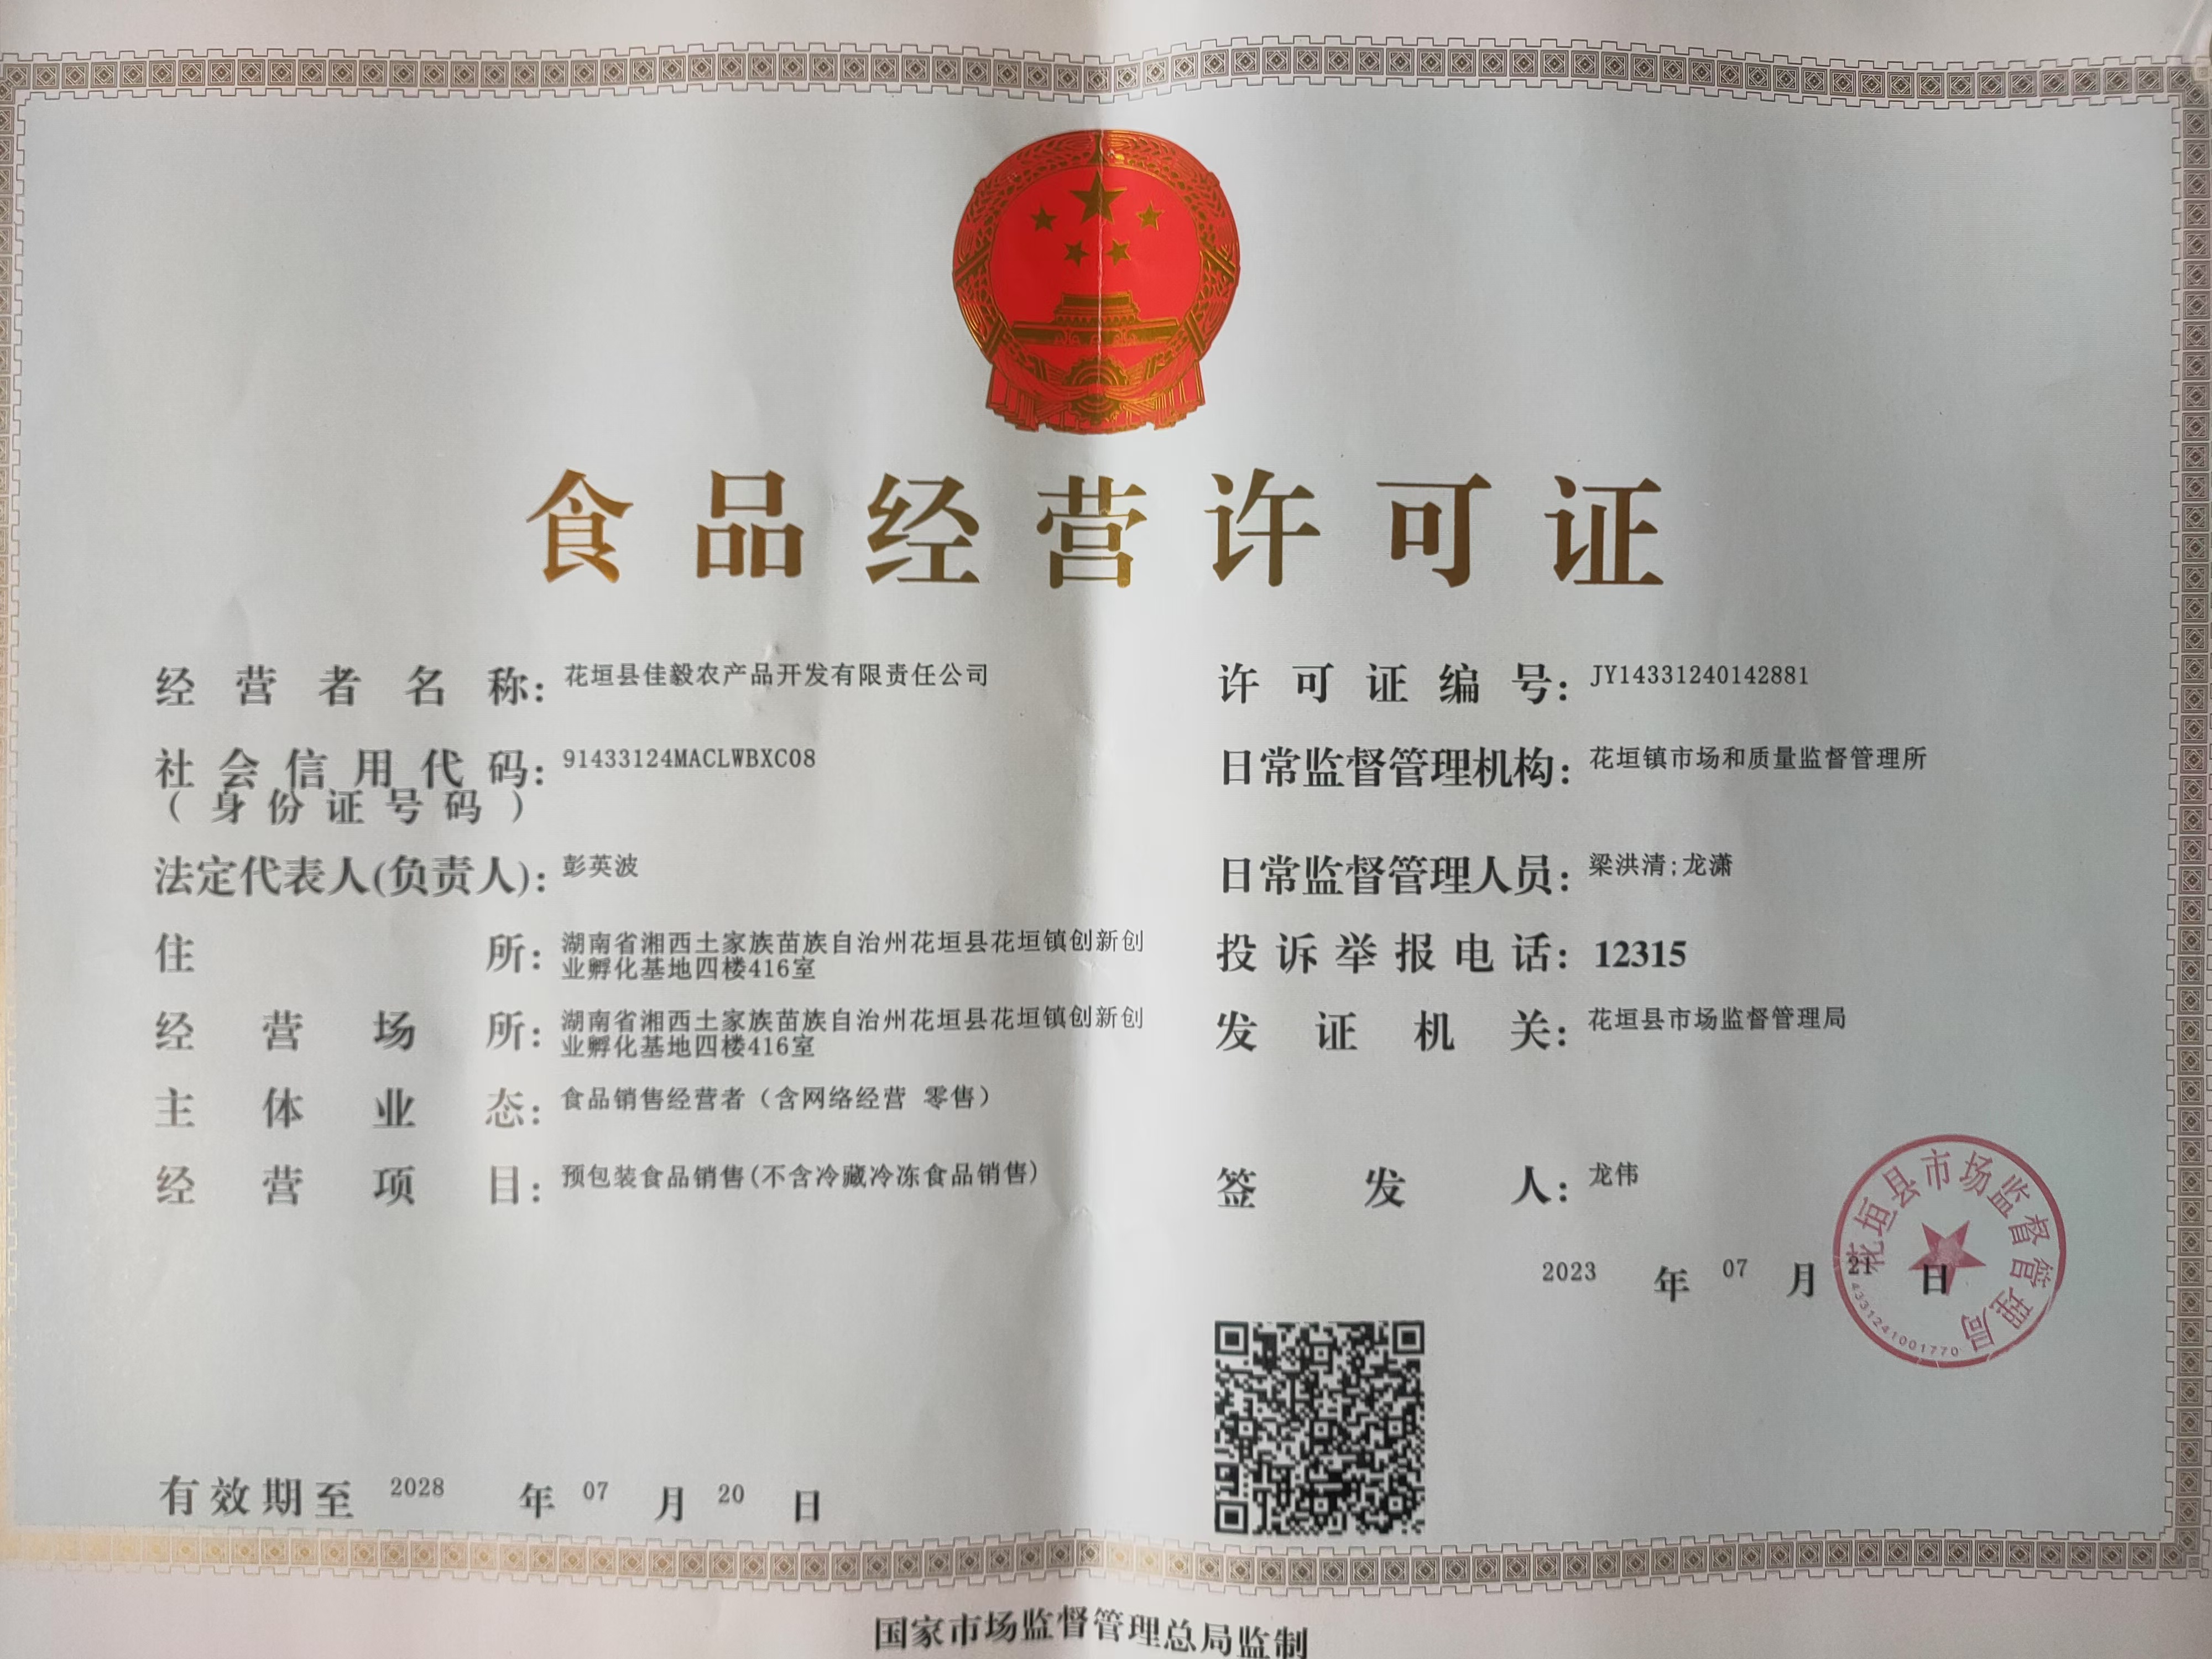 食品经营许可证
经营者名称：花垣县佳毅农产品开发有限责任公司
社会信用代码：91433124MACLWBXC08
（身份证号码）
法定代表人(负责人)：彭英波
住所：湖南省湘西土家族苗族自治州花垣县花垣镇创新创
业孵化基地四楼416室
经营场所：湖南省湘西土家族苗族自治州花垣县花垣镇创新创
业孵化基地四楼416室
主体业态：食品销售经营者（含网络经营 零售）
经营项目：预包装食品销售(不含冷藏冷冻食品销售)
有效期至 2028 年 07 月 20 日
许可证编号：JY14331240142881
日常监督管理机构：花垣镇市场和质量监督管理所
日常监督管理人员：梁洪清;龙潇
投诉举报电话：12315
发证机关：花垣县市场监督管理局
签发人：龙伟
2023 年 07 月 21 日
花垣县市场监督管理局
4331241001770
国家市场监督管理总局监制